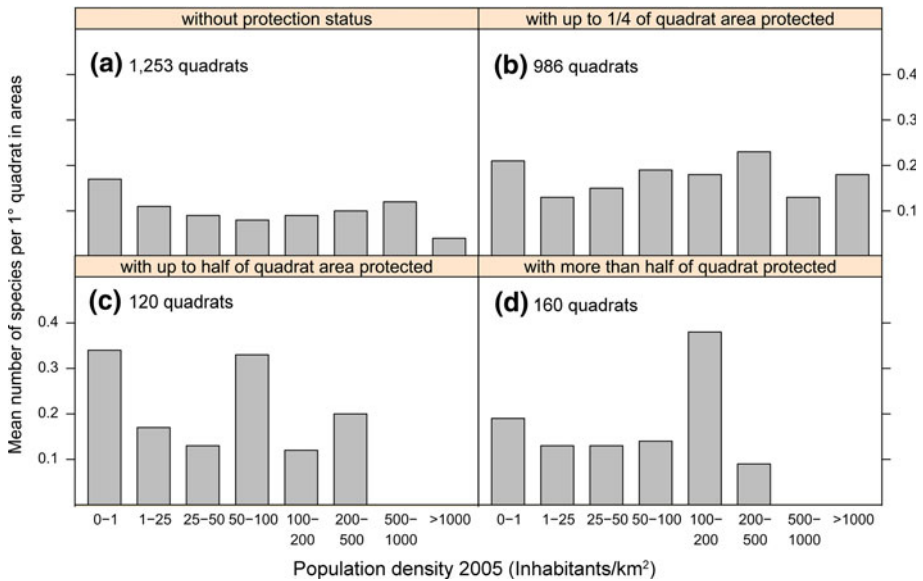 without protection status
with up to 1/4 of quadrat area protected
(a) 1,253 quadrats
(b) 986 quadrats
0.4
0.3
0.2
0.1
with up to half of quadrat area protected
with more than half of quadrat protected
(c) 120 quadrats
(d) 160 quadrats
0.4
0.3
0.2
0.1
Mean number of species per 1° quadrat in areas
0−1 1−25 25−50 50−100 100−200 200−500 500−1000 >1000
0−1 1−25 25−50 50−100 100−200 200−500 500−1000 >1000
Population density 2005 (Inhabitants/km²)